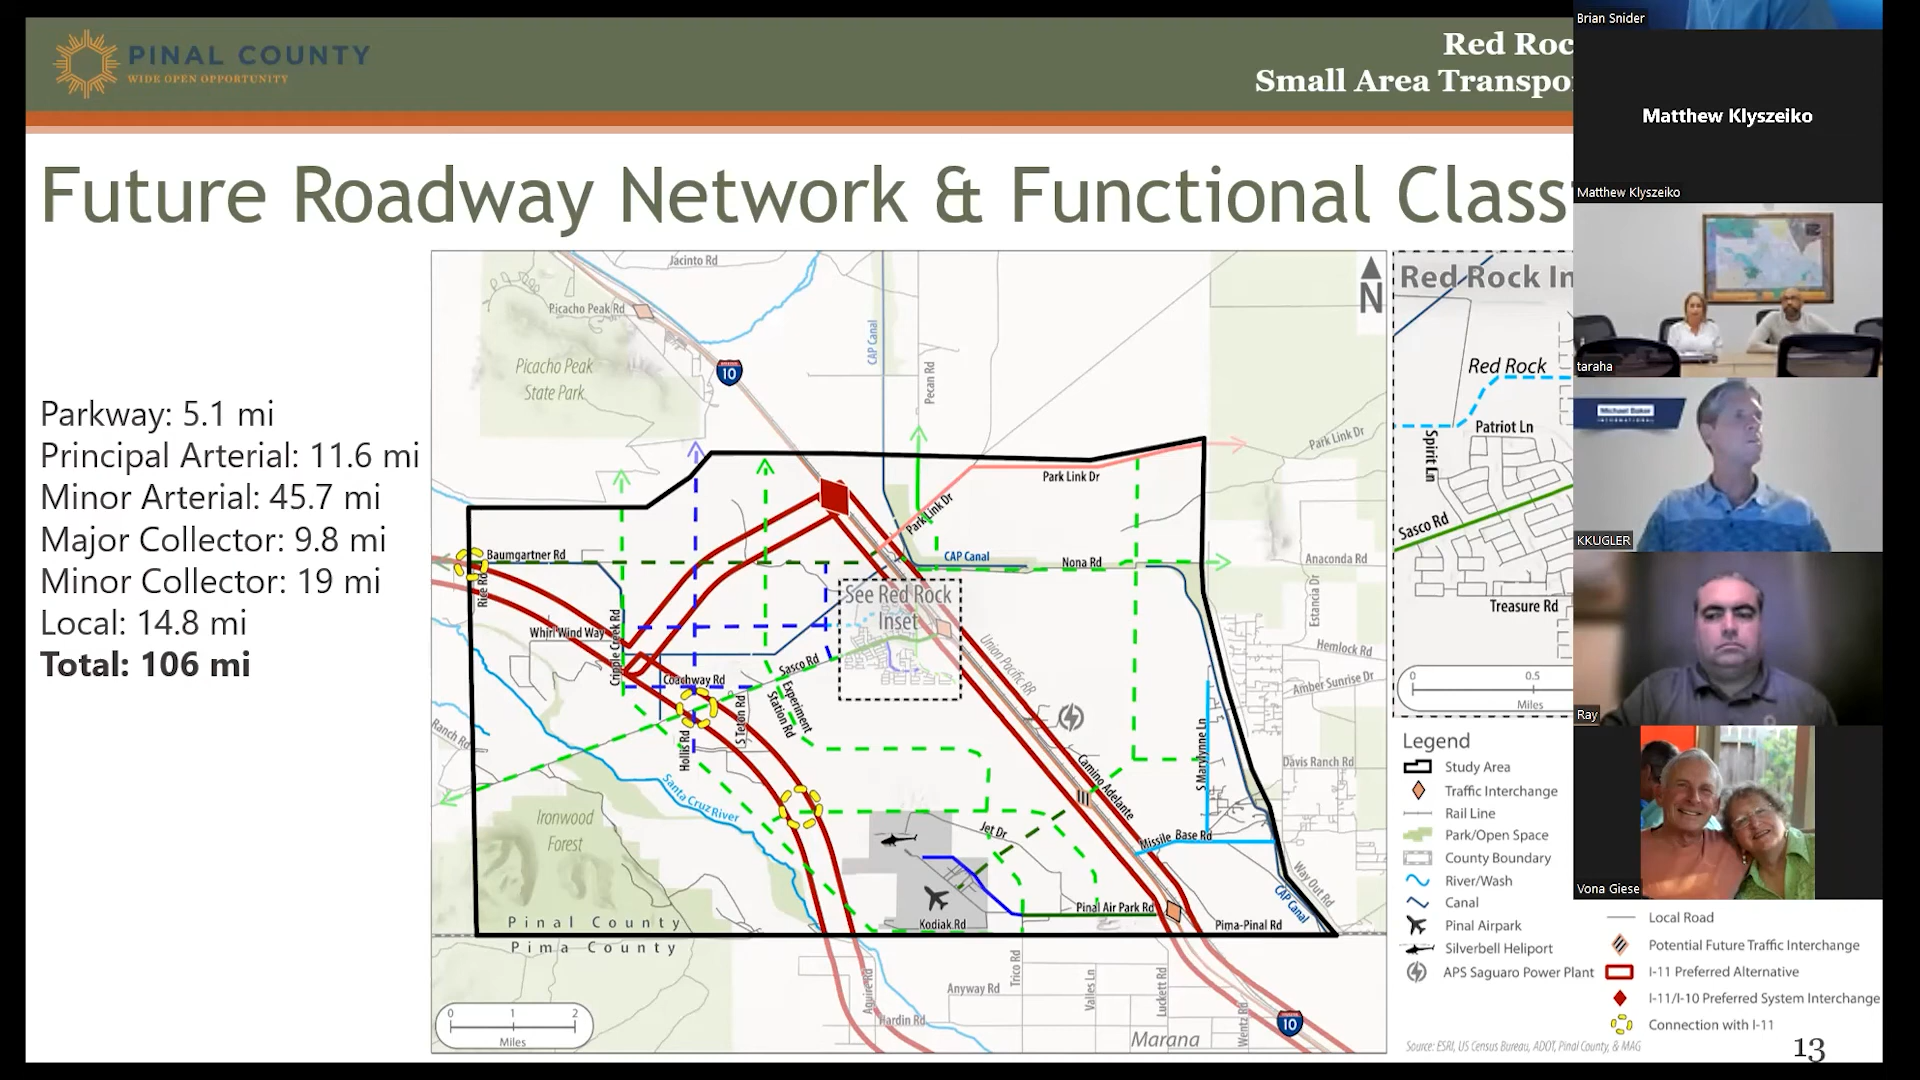 PINAL COUNTY
WIDE OPEN OPPORTUNITY
Red Roc
Small Area Transpo
Future Roadway Network & Functional Class
Parkway: 5.1 mi
Principal Arterial: 11.6 mi
Minor Arterial: 45.7 mi
Major Collector: 9.8 mi
Minor Collector: 19 mi
Local: 14.8 mi
Total: 106 mi
Jacinto Rd
Picacho Peak Rd
10
CAP Canal
Pecan Rd
N
Picacho Peak
State Park
Park Link Dr
Park Link Dr
Park Link Dr
Baumgartner Rd
CAP Canal
Nona Rd
Anaconda Rd
Rice Rd
Estancia Dr
See Red Rock
Inset
Whirl Wind Way
Cripple Creek Rd
Union Pacific RR
Hemlock Rd
Sasco Rd
Coachway Rd
Amber Sunrise Dr
Experiment
Station Rd
S Teton Rd
Hollis Rd
Ranch Rd
S Marylynne Ln
Davis Ranch Rd
Camino Adelante
Santa Cruz River
Ironwood
Forest
Jet Dr
Missile Base Rd
Way Out Rd
CAP Canal
Pinal Air Park Rd
Kodiak Rd
Pima-Pinal Rd
Pinal County
Pima County
Aguirre Rd
Trico Rd
Valles Ln
Luckett Rd
Wentz Rd
Anyway Rd
Hardin Rd
10
Marana
0 1 2
Miles
Red Rock In
Red Rock
Spirit Ln
Patriot Ln
Sasco Rd
Treasure Rd
0 0.5
Miles
Legend
Study Area
Traffic Interchange
Rail Line
Park/Open Space
County Boundary
River/Wash
Canal
Pinal Airpark
Silverbell Heliport
APS Saguaro Power Plant
Local Road
Potential Future Traffic Interchange
I-11 Preferred Alternative
I-11/I-10 Preferred System Interchange
Connection with I-11
Source: ESRI, US Census Bureau, ADOT, Pinal County, & MAG
13
Brian Snider
Matthew Klyszeiko
Matthew Klyszeiko
taraha
Michael Baker
INTERNATIONAL
KKUGLER
Ray
Vona Giese